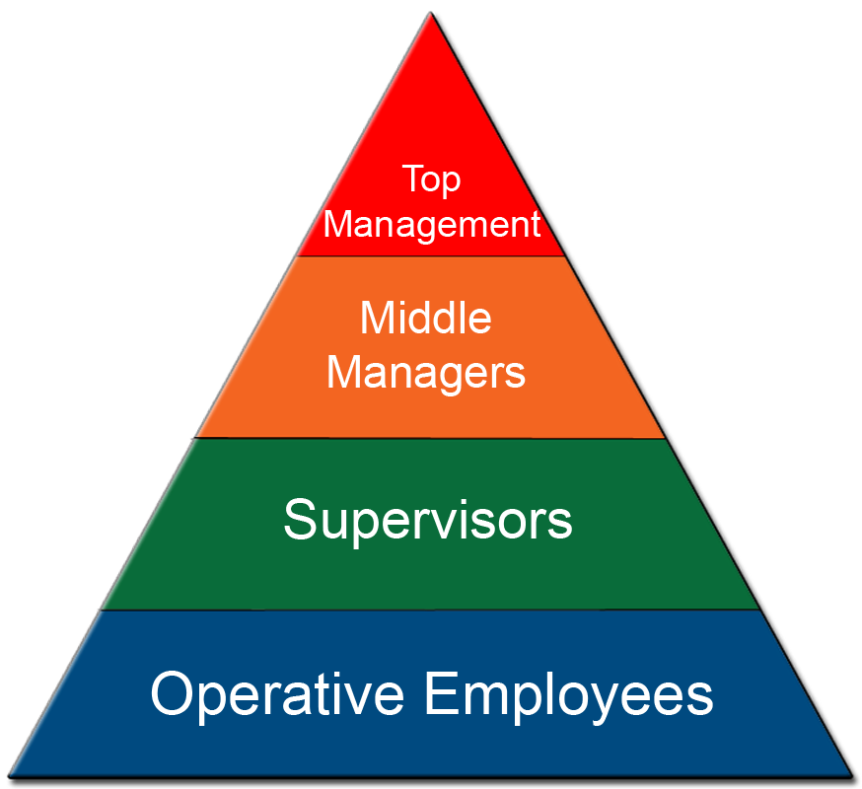 Top
Management
Middle
Managers
Supervisors
Operative Employees